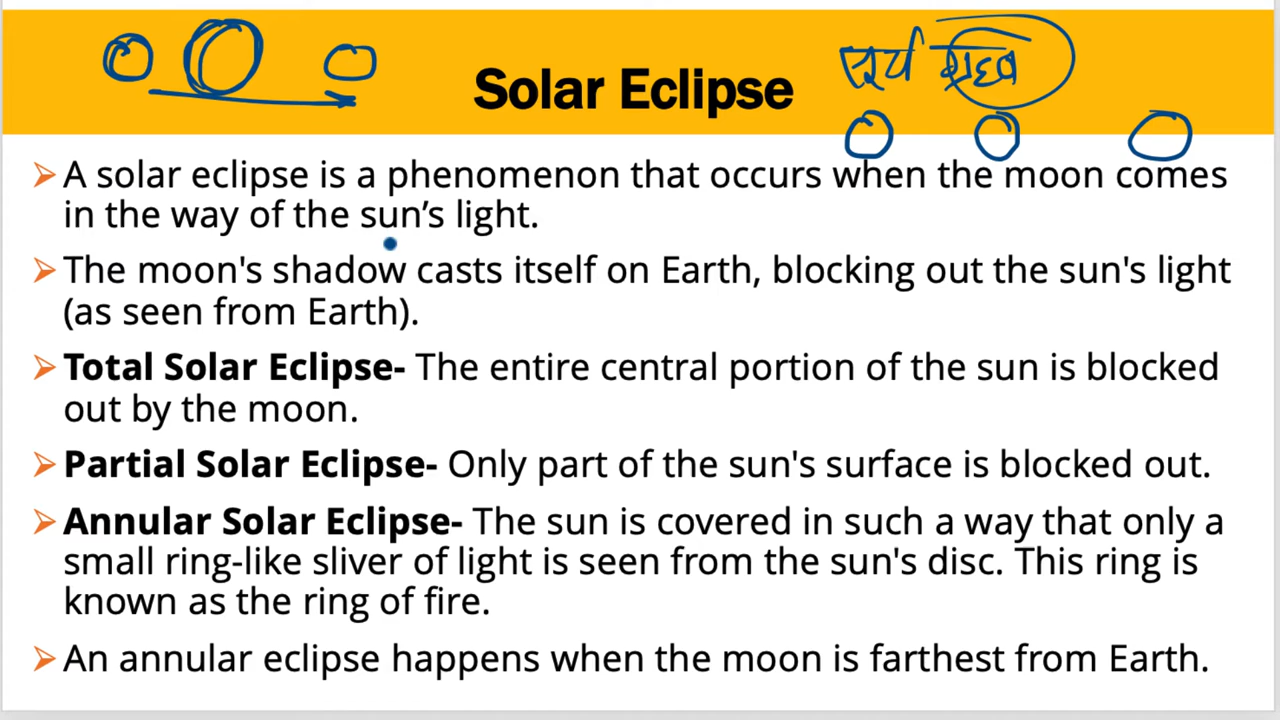 Solar Eclipse
सूर्य ग्रहण
➢ A solar eclipse is a phenomenon that occurs when the moon comes
in the way of the sun’s light.
➢ The moon's shadow casts itself on Earth, blocking out the sun's light
(as seen from Earth).
➢ Total Solar Eclipse- The entire central portion of the sun is blocked
out by the moon.
➢ Partial Solar Eclipse- Only part of the sun's surface is blocked out.
➢ Annular Solar Eclipse- The sun is covered in such a way that only a
small ring-like sliver of light is seen from the sun's disc. This ring is
known as the ring of fire.
➢ An annular eclipse happens when the moon is farthest from Earth.